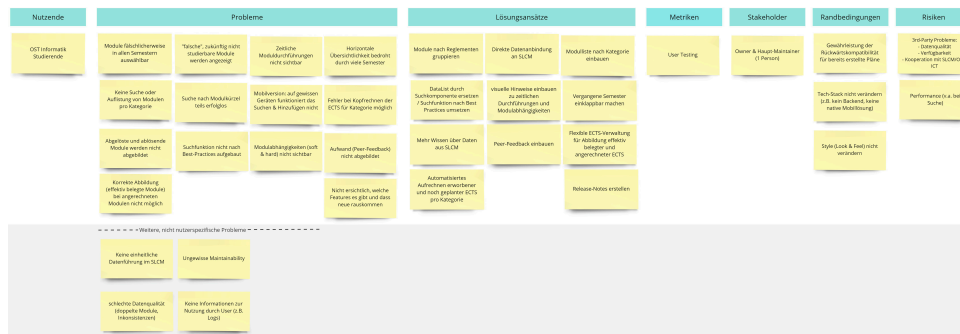 Nutzende
Probleme
Lösungsansätze
Metriken
Stakeholder
Randbedingungen
Risiken
OST Informatik
Studierende
Module fälschlicherweise
in allen Semestern
auswählbar
"falsche", zukünftig nicht
studierbare Module
werden angezeigt
Zeitliche
Moduldurchführungen
nicht sichtbar
Horizontale
Übersichtlichkeit bedroht
durch viele Semester
Keine Suche oder
Auflistung von Modulen
pro Kategorie
Suche nach Modulkürzel
teils erfolglos
Mobilversion: auf gewissen
Geräten funktioniert das
Suchen & Hinzufügen nicht
Fehler bei Kopfrechnen der
ECTS für Kategorie möglich
Abgelöste und ablösende
Module werden nicht
abgebildet
Suchfunktion nicht nach
Best-Practices aufgebaut
Modulabhängigkeiten (soft
& hard) nicht sichtbar
Aufwand (Peer-Feedback)
nicht abgebildet
Korrekte Abbildung
(effektiv belegte Module)
bei angerechneten
Modulen nicht möglich
Nicht ersichtlich, welche
Features es gibt und dass
neue rauskommen
Module nach Reglementen
gruppieren
Direkte Datenanbindung
an SLCM
Modulliste nach Kategorie
einbauen
DataList durch
Suchkomponente ersetzen
/ Suchfunktion nach Best
Practices umsetzen
visuelle Hinweise einbauen
zu zeitlichen
Durchführungen und
Modulabhängigkeiten
Vergangene Semester
einklappbar machen
Mehr Wissen über Daten
aus SLCM
Peer-Feedback einbauen
Flexible ECTS-Verwaltung
für Abbildung effektiv
belegter und
angerechneter ECTS
Automatisiertes
Aufrechnen erworbener
und noch geplanter ECTS
pro Kategorie
Release-Notes erstellen
User Testing
Owner & Haupt-Maintainer
(1 Person)
Gewährleistung der
Rückwärtskompatibilität
für bereits erstellte Pläne
Tech-Stack nicht verändern
(z.B. kein Backend, keine
native Mobillösung)
Style (Look & Feel) nicht
verändern
3rd-Party Probleme:
- Datenqualität
- Verfügbarkeit
- Kooperation mit SLCM/O
ICT
Performance (v.a. bei
Suche)
Weitere, nicht nutzerspezifische Probleme
Keine einheitliche
Datenführung im SLCM
Ungewisse Maintainability
schlechte Datenqualität
(doppelte Module,
Inkonsistenzen)
Keine Informationen zur
Nutzung durch User (z.B.
Logs)